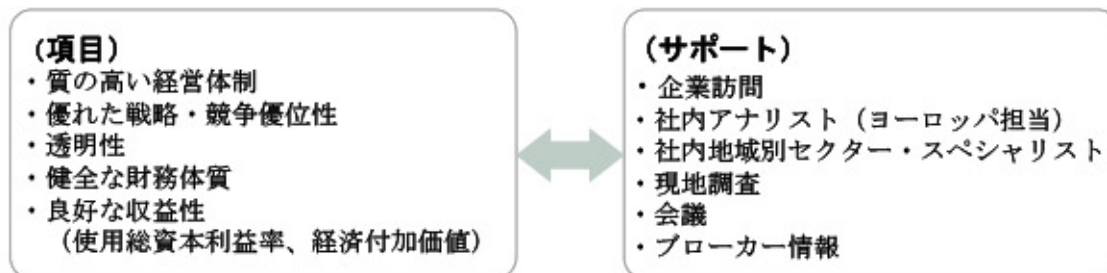 (項目)
・質の高い経営体制
・優れた戦略・競争優位性
・透明性
・健全な財務体質
・良好な収益性
（使用総資本利益率、経済付加価値）
(サポート)
・企業訪問
・社内アナリスト（ヨーロッパ担当）
・社内地域別セクター・スペシャリスト
・現地調査
・会議
・ブローカー情報